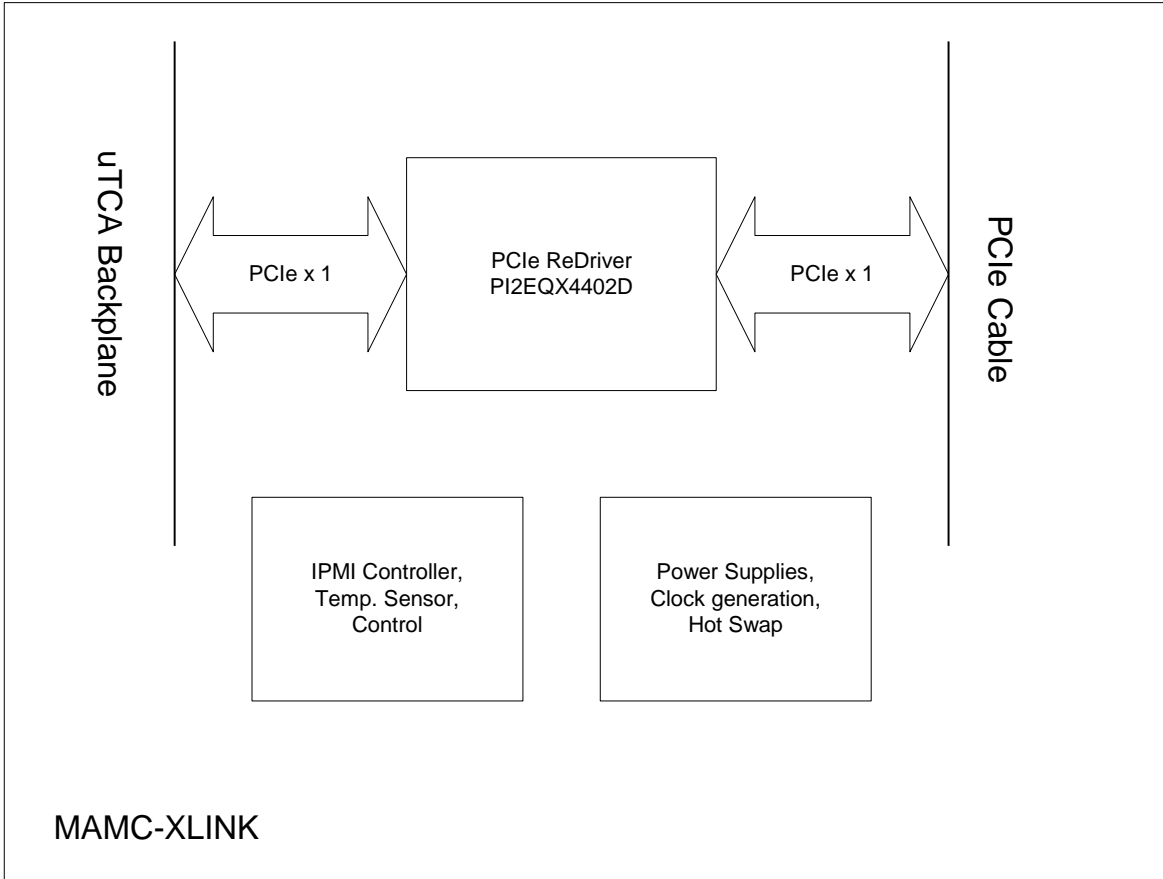 uTCA Backplane
PCIe x 1
PCIe ReDriver
PI2EQX4402D
PCIe x 1
PCIe Cable
IPMI Controller,
Temp. Sensor,
Control
Power Supplies,
Clock generation,
Hot Swap
MAMC-XLINK